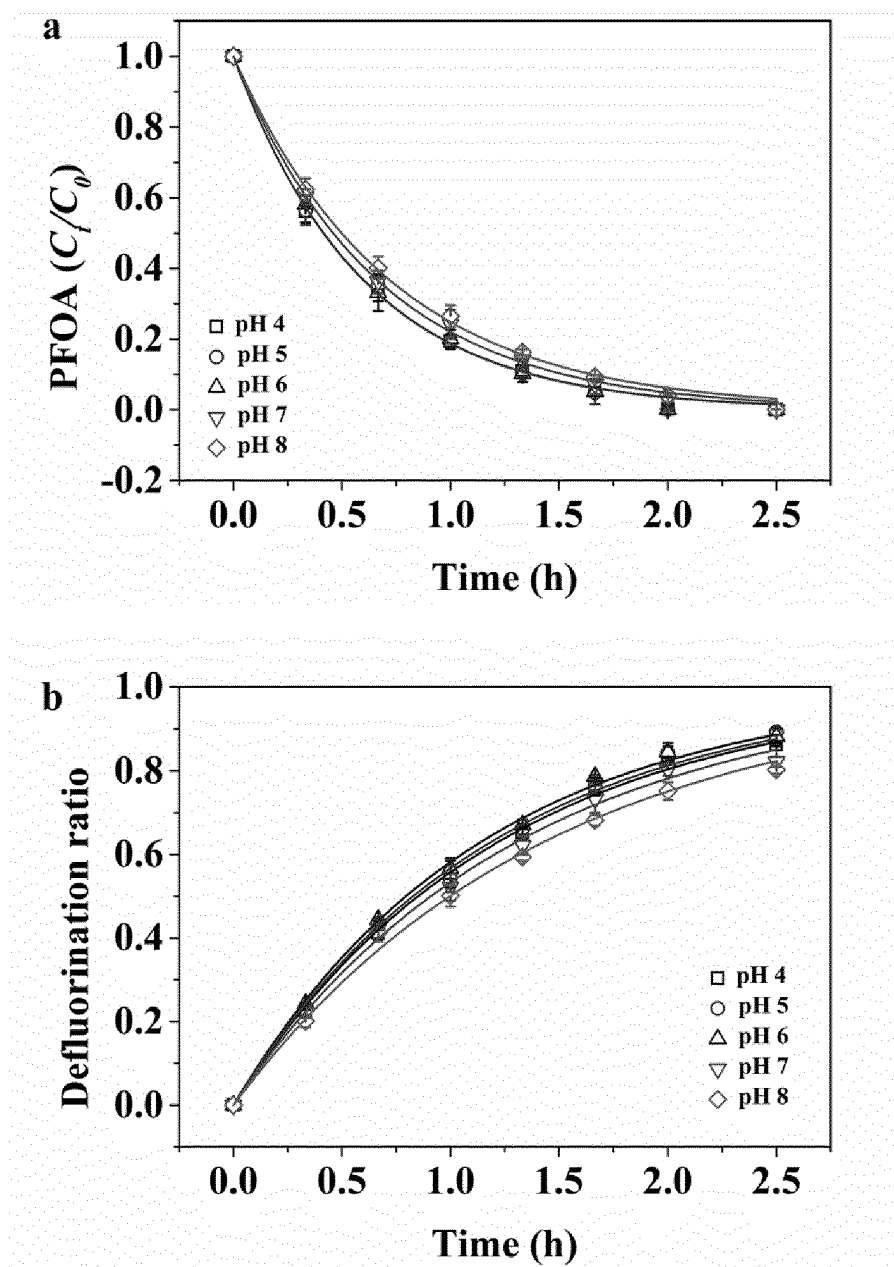 a
1.0
0.8
0.6
0.4
0.2
0.0
-0.2
PFOA (Ct/C0)
pH 4
pH 5
pH 6
pH 7
pH 8
0.0 0.5 1.0 1.5 2.0 2.5
Time (h)
b
1.0
0.8
0.6
0.4
0.2
0.0
Defluorination ratio
pH 4
pH 5
pH 6
pH 7
pH 8
0.0 0.5 1.0 1.5 2.0 2.5
Time (h)